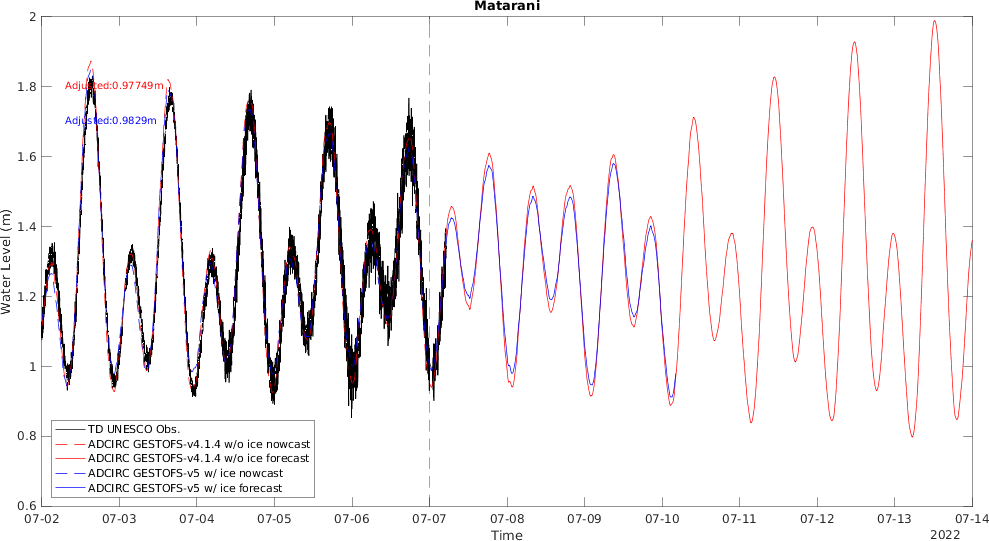 Matarani
2
1.8
1.6
1.4
1.2
1
0.8
0.6
Water Level (m)
Adjusted:0.97749m
Adjusted:0.9829m
TD UNESCO Obs.
ADCIRC GESTOFS-v4.1.4 w/o ice nowcast
ADCIRC GESTOFS-v4.1.4 w/o ice forecast
ADCIRC GESTOFS-v5 w/ ice nowcast
ADCIRC GESTOFS-v5 w/ ice forecast
07-02 07-03 07-04 07-05 07-06 07-07 07-08 07-09 07-10 07-11 07-12 07-13 07-14
Time
2022